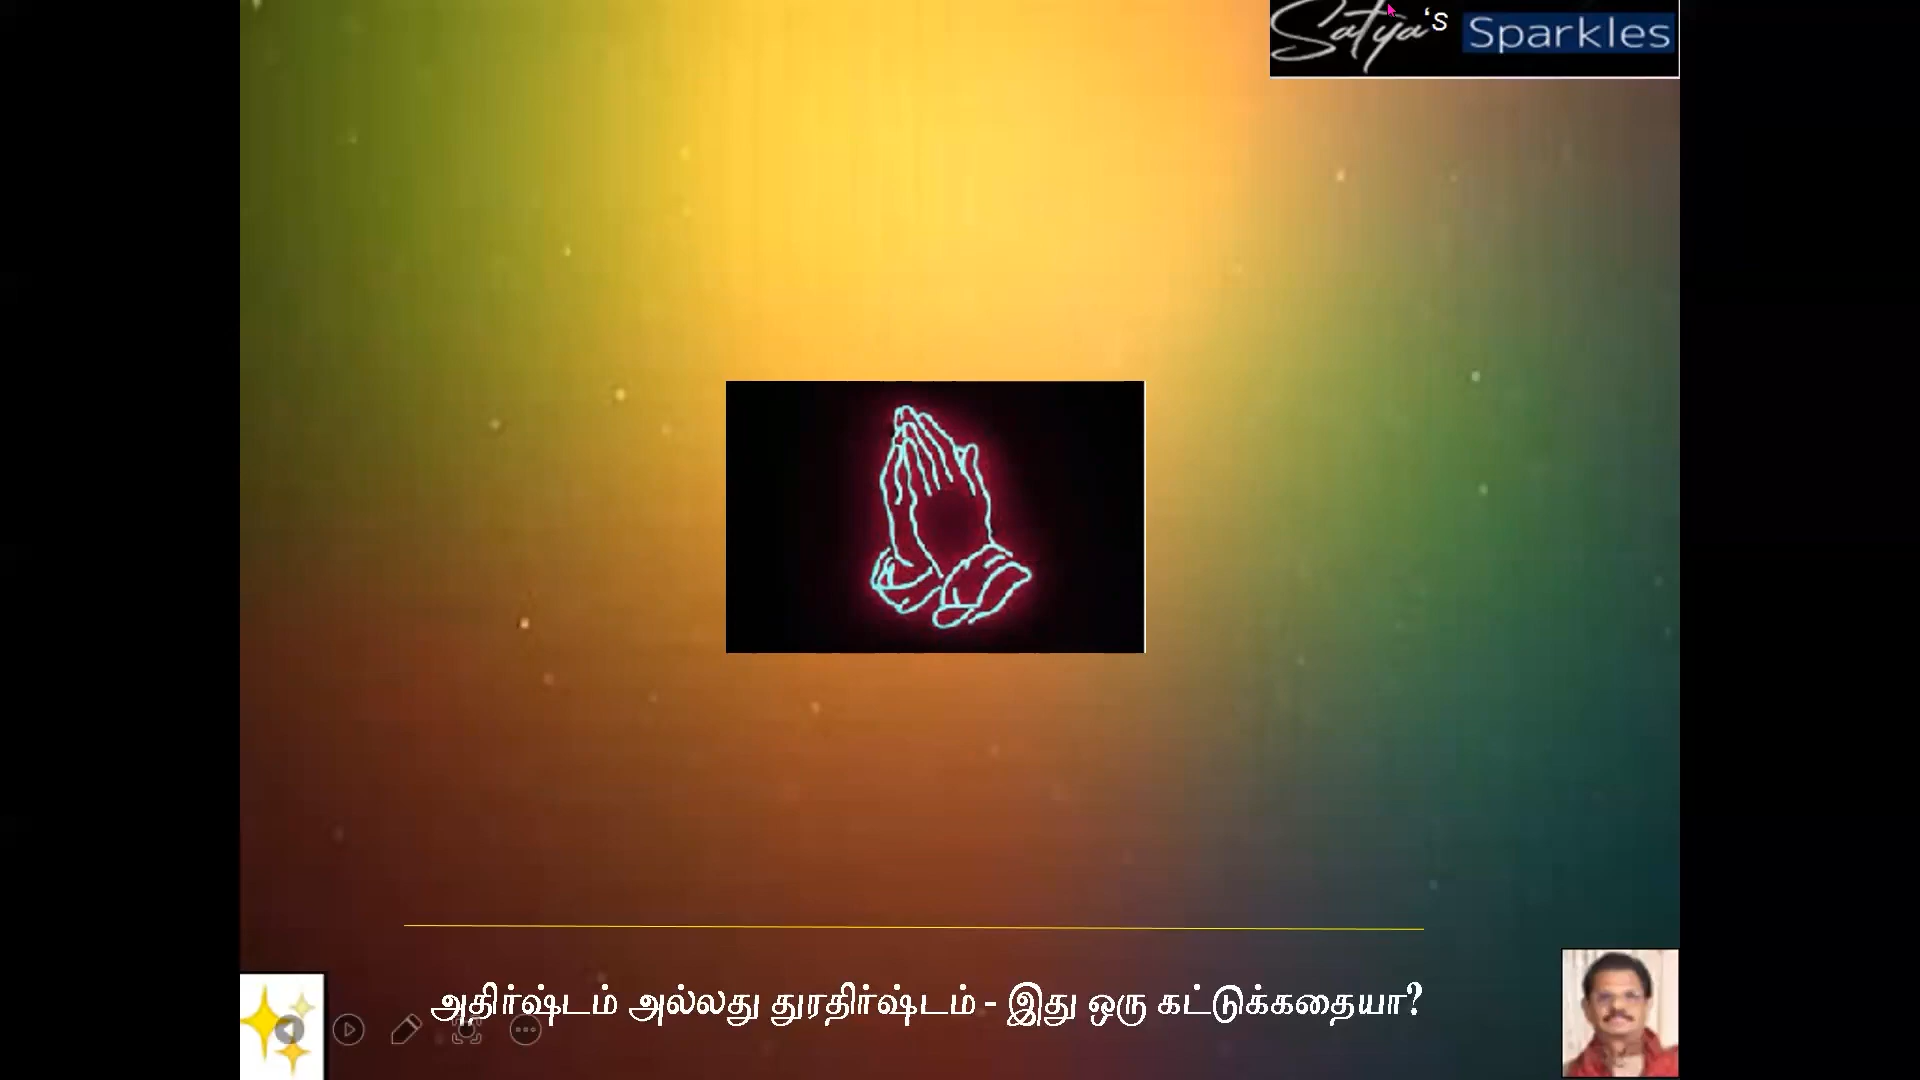 Satya's Sparkles
அதிர்ஷ்டம் அல்லது துரதிர்ஷ்டம் - இது ஒரு கட்டுக்கதையா?